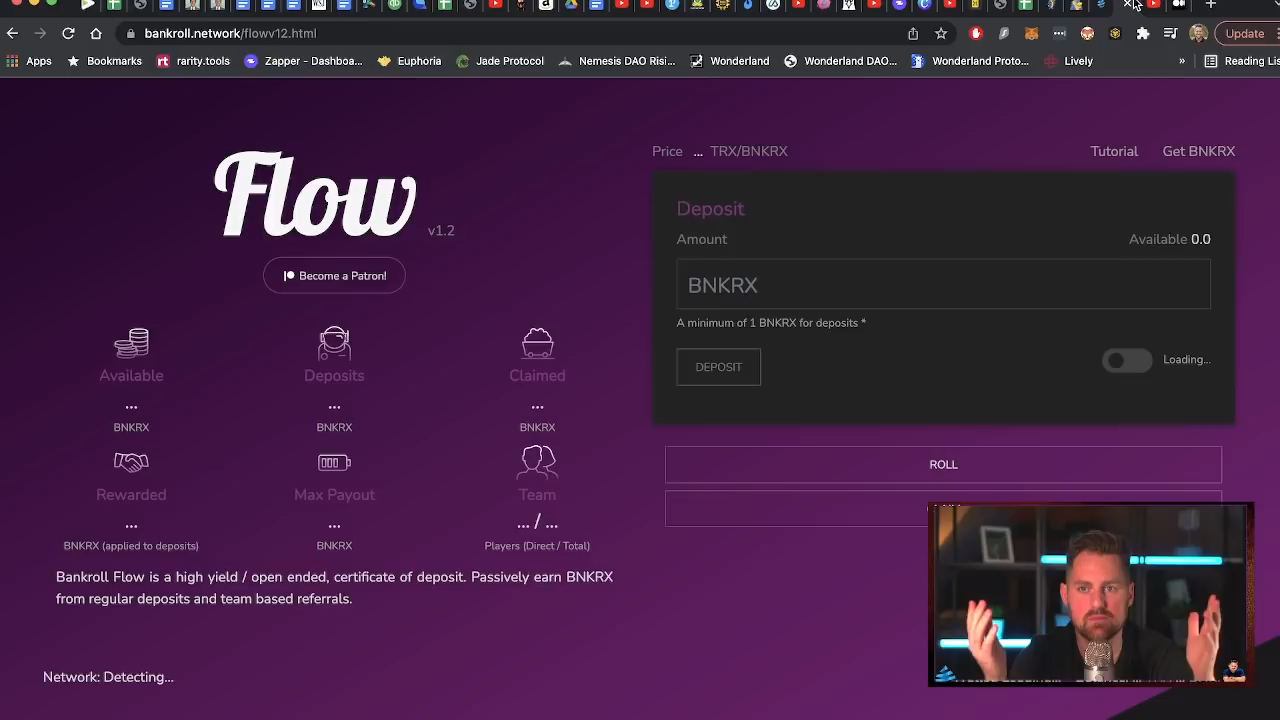 bankroll.network/flowv12.html
Update
Apps
Bookmarks
rarity.tools
Zapper - Dashboa...
Euphoria
Jade Protocol
Nemesis DAO Risi...
Wonderland
Wonderland DAO...
Wonderland Proto...
Lively
»
Reading Lis
Flow
v1.2
Become a Patron!
Available
...
BNKRX
Deposits
...
BNKRX
Claimed
...
BNKRX
Rewarded
...
BNKRX (applied to deposits)
Max Payout
...
BNKRX
Team
... / ...
Players (Direct / Total)
Bankroll Flow is a high yield / open ended, certificate of deposit. Passively earn BNKRX
from regular deposits and team based referrals.
Network: Detecting...
Price ... TRX/BNKRX
Tutorial
Get BNKRX
Deposit
Amount
Available 0.0
BNKRX
A minimum of 1 BNKRX for deposits *
DEPOSIT
Loading...
ROLL